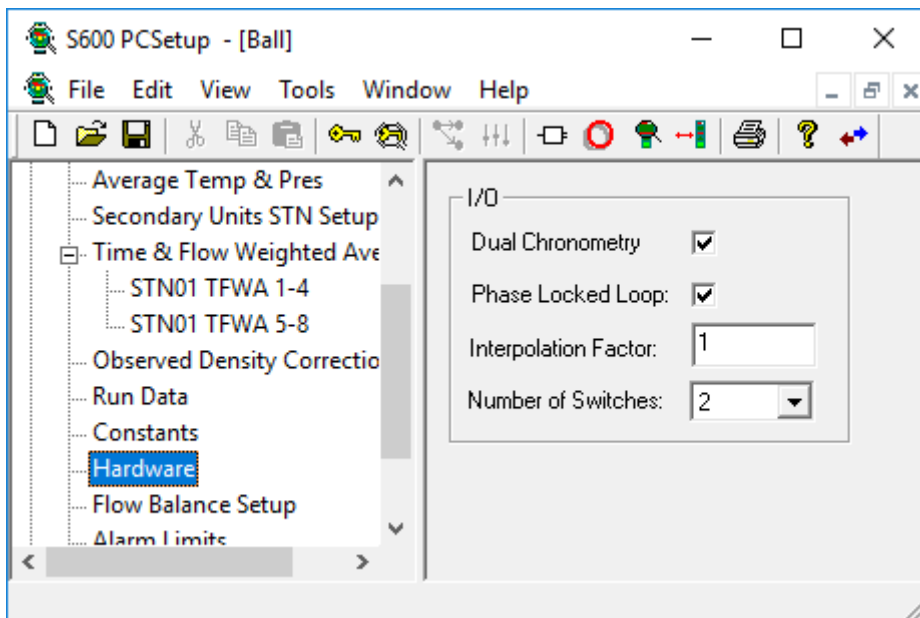 S600 PCSetup - [Ball]
File Edit View Tools Window Help
Average Temp & Pres
Secondary Units STN Setup
Time & Flow Weighted Ave
STN01 TFWA 1-4
STN01 TFWA 5-8
Observed Density Correctio
Run Data
Constants
Hardware
Flow Balance Setup
Alarm Limits
I/O
Dual Chronometry
Phase Locked Loop:
Interpolation Factor: 1
Number of Switches: 2